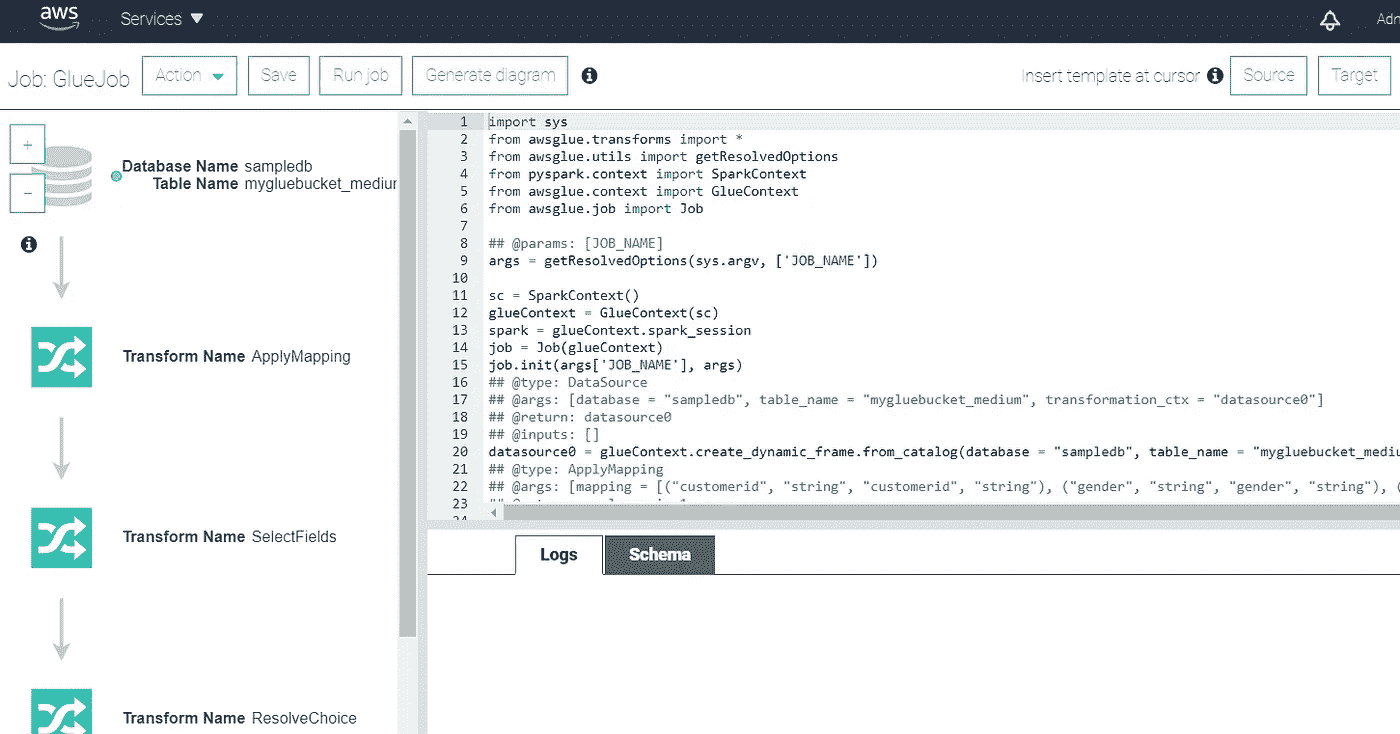 aws Services Adn
Job: GlueJob Action Save Run job Generate diagram Insert template at cursor Source Target
+
Database Name sampledb
Table Name mygluebucket_mediun
-
Transform Name ApplyMapping
Transform Name SelectFields
Transform Name ResolveChoice
1 import sys
2 from awsglue.transforms import *
3 from awsglue.utils import getResolvedOptions
4 from pyspark.context import SparkContext
5 from awsglue.context import GlueContext
6 from awsglue.job import Job
7
8 ## @params: [JOB_NAME]
9 args = getResolvedOptions(sys.argv, ['JOB_NAME'])
10
11 sc = SparkContext()
12 glueContext = GlueContext(sc)
13 spark = glueContext.spark_session
14 job = Job(glueContext)
15 job.init(args['JOB_NAME'], args)
16 ## @type: DataSource
17 ## @args: [database = "sampledb", table_name = "mygluebucket_medium", transformation_ctx = "datasource0"]
18 ## @return: datasource0
19 ## @inputs: []
20 datasource0 = glueContext.create_dynamic_frame.from_catalog(database = "sampledb", table_name = "mygluebucket_mediu
21 ## @type: ApplyMapping
22 ## @args: [mapping = [("customerid", "string", "customerid", "string"), ("gender", "string", "gender", "string"), (
23
24
Logs Schema